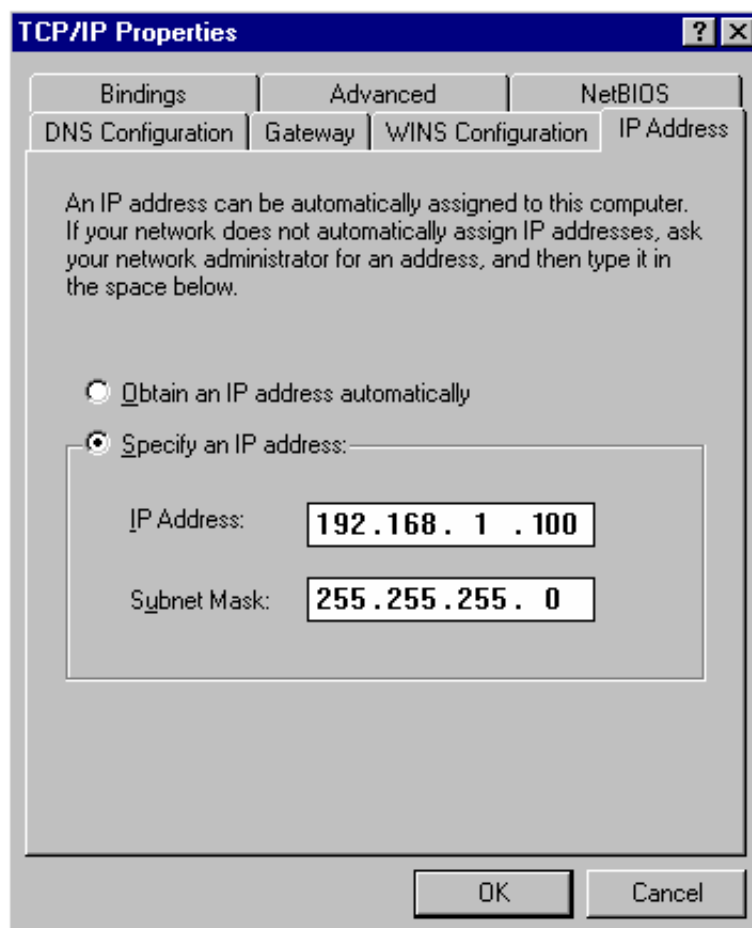 TCP/IP Properties
Bindings Advanced NetBIOS
DNS Configuration Gateway WINS Configuration IP Address
An IP address can be automatically assigned to this computer.
If your network does not automatically assign IP addresses, ask
your network administrator for an address, and then type it in
the space below.
Obtain an IP address automatically
Specify an IP address:
IP Address: 192.168. 1 .100
Subnet Mask: 255.255.255. 0
OK Cancel